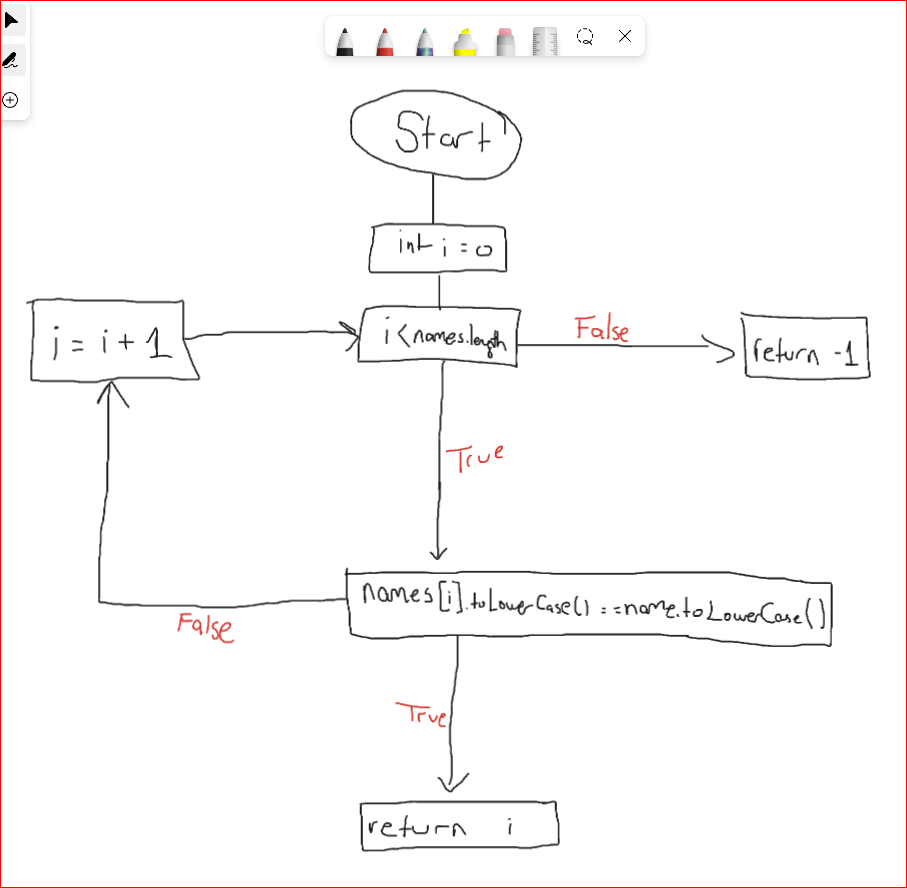 Start
int i = 0
i = i + 1
i < names.length
False
return -1
True
names[i].toLowerCase() == name.toLowerCase()
False
True
return i